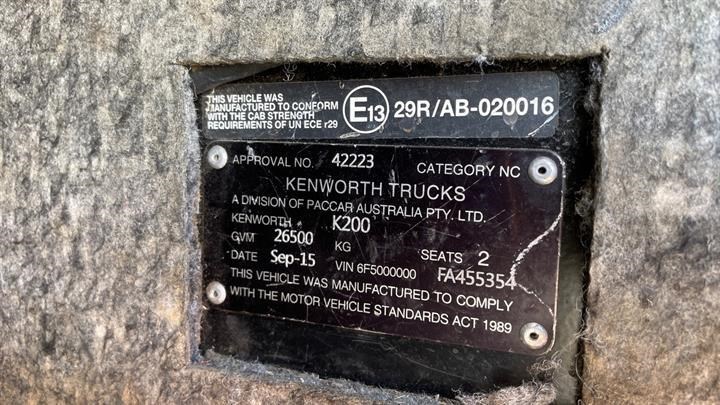 THIS VEHICLE WAS
MANUFACTURED TO CONFORM
WITH THE CAB STRENGTH
REQUIREMENTS OF UN ECE r29
E13 29R/AB-020016
APPROVAL NO. 42223 CATEGORY NC
KENWORTH TRUCKS
A DIVISION OF PACCAR AUSTRALIA PTY. LTD.
KENWORTH K200
GVM 26500 KG SEATS 2
DATE Sep-15 VIN 6F5000000 FA455354
THIS VEHICLE WAS MANUFACTURED TO COMPLY
WITH THE MOTOR VEHICLE STANDARDS ACT 1989